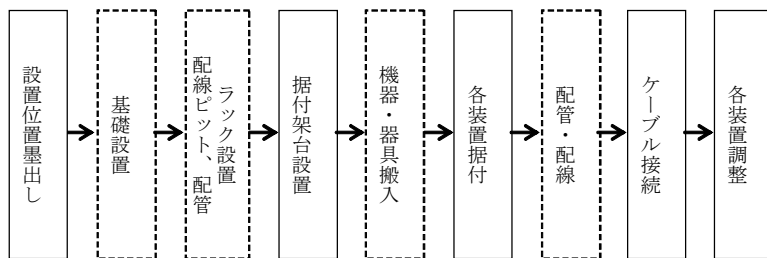 設置位置墨出し
基礎設置
配線ピット、配管
ラック設置
据付架台設置
機器・器具搬入
各装置据付
配管・配線
ケーブル接続
各装置調整